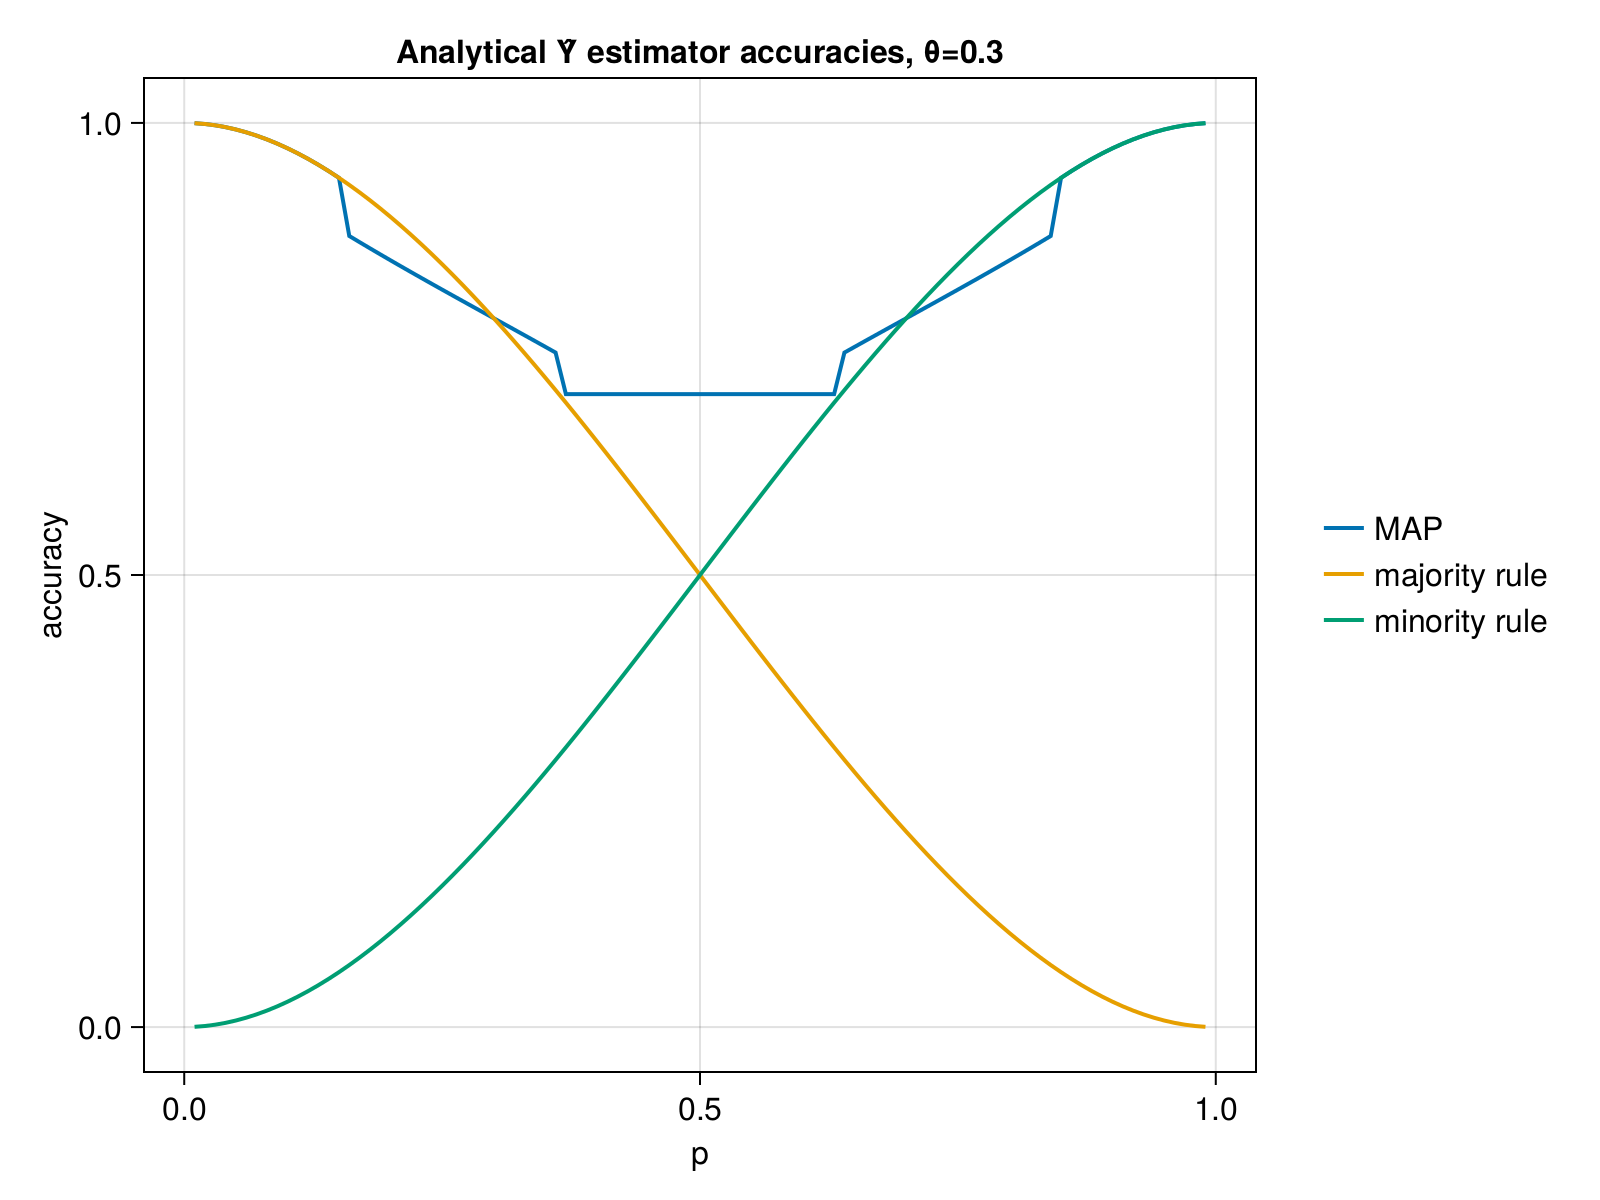 Analytical Ŷ estimator accuracies, θ=0.3
1.0
0.5
0.0
accuracy
0.0 0.5 1.0
p
MAP
majority rule
minority rule